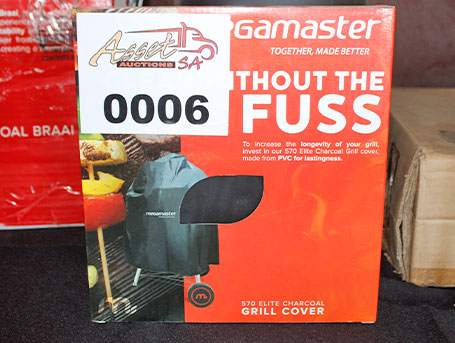 egamaster
TOGETHER, MADE BETTER
Asset
AUCTIONS SA
0006
ITHOUT THE
FUSS
To increase the longevity of your grill,
invest in our 570 Elite Charcoal Grill cover,
made from PVC for lastingness.
megamaster
m
570 ELITE CHARCOAL
GRILL COVER
OAL BRAAI